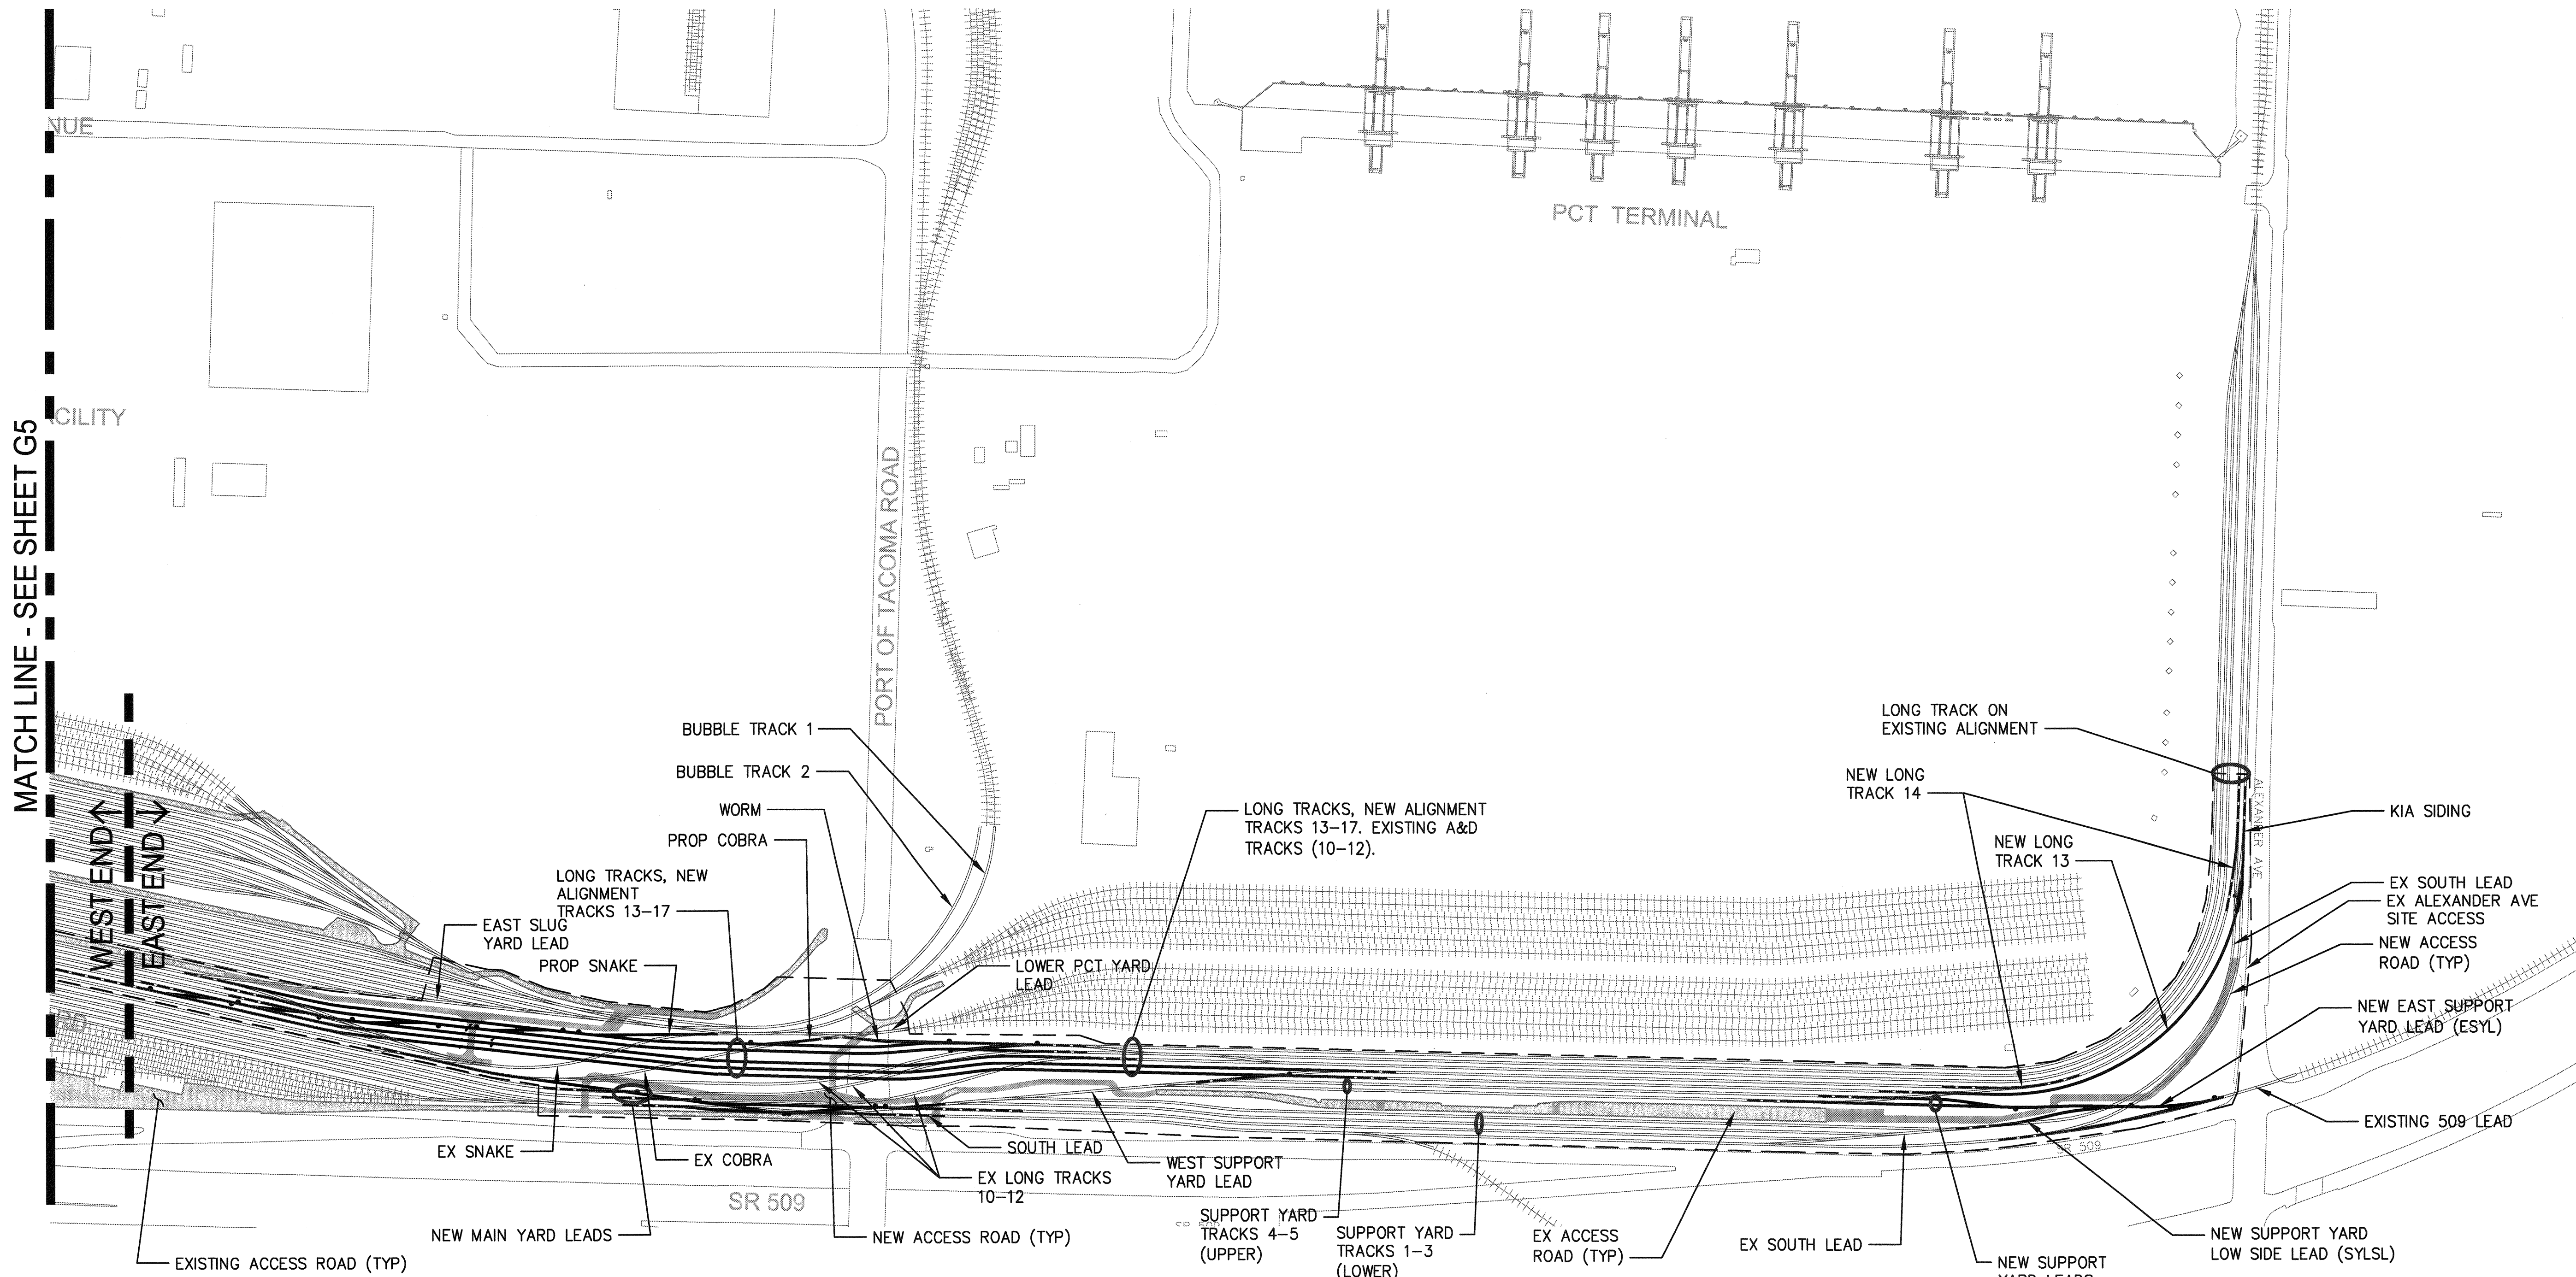 NUE
PCT TERMINAL
CILITY
MATCH LINE - SEE SHEET G5
PORT OF TACOMA ROAD
WEST END
EAST END
BUBBLE TRACK 1
BUBBLE TRACK 2
WORM
PROP COBRA
LONG TRACKS, NEW
ALIGNMENT
TRACKS 13-17
EAST SLUG
YARD LEAD
PROP SNAKE
LOWER PCT YARD
LEAD
LONG TRACKS, NEW ALIGNMENT
TRACKS 13-17. EXISTING A&D
TRACKS (10-12).
LONG TRACK ON
EXISTING ALIGNMENT
NEW LONG
TRACK 14
NEW LONG
TRACK 13
ALEXANDER AVE
KIA SIDING
EX SOUTH LEAD
EX ALEXANDER AVE
SITE ACCESS
NEW ACCESS
ROAD (TYP)
NEW EAST SUPPORT
YARD LEAD (ESYL)
EXISTING 509 LEAD
SR 509
NEW SUPPORT YARD
LOW SIDE LEAD (SYLSL)
NEW SUPPORT
YARD LEADS
EX SOUTH LEAD
EX ACCESS
ROAD (TYP)
SUPPORT YARD
TRACKS 1-3
(LOWER)
SUPPORT YARD
TRACKS 4-5
(UPPER)
SR 509
WEST SUPPORT
YARD LEAD
SOUTH LEAD
EX LONG TRACKS
10-12
NEW ACCESS ROAD (TYP)
EX COBRA
EX SNAKE
SR 509
NEW MAIN YARD LEADS
EXISTING ACCESS ROAD (TYP)